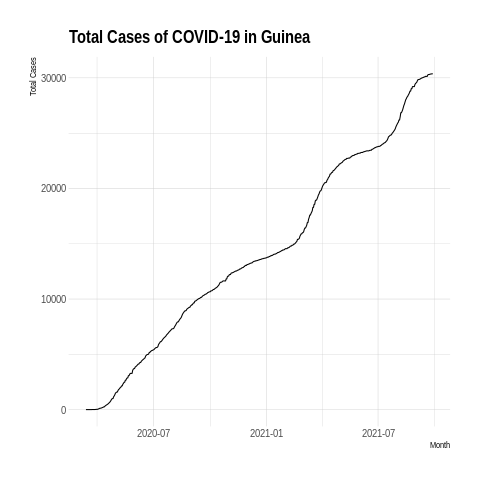 Total Cases of COVID-19 in Guinea
Total Cases
30000
20000
10000
0
2020-07 2021-01 2021-07
Month